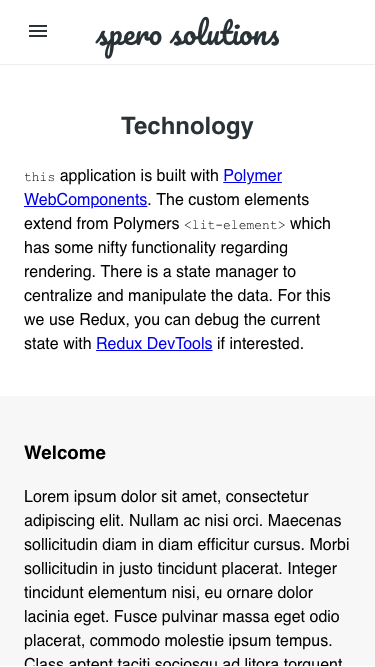 spero solutions
Technology
this application is built with Polymer
WebComponents. The custom elements
extend from Polymers <lit-element> which
has some nifty functionality regarding
rendering. There is a state manager to
centralize and manipulate the data. For this
we use Redux, you can debug the current
state with Redux DevTools if interested.
Welcome
Lorem ipsum dolor sit amet, consectetur
adipiscing elit. Nullam ac nisi orci. Maecenas
sollicitudin diam in diam efficitur cursus. Morbi
sollicitudin in justo tincidunt placerat. Integer
tincidunt elementum nisi, eu ornare dolor
lacinia eget. Fusce pulvinar massa eget odio
placerat, commodo molestie ipsum tempus.
Class aptent taciti sociosqu ad litora torquent